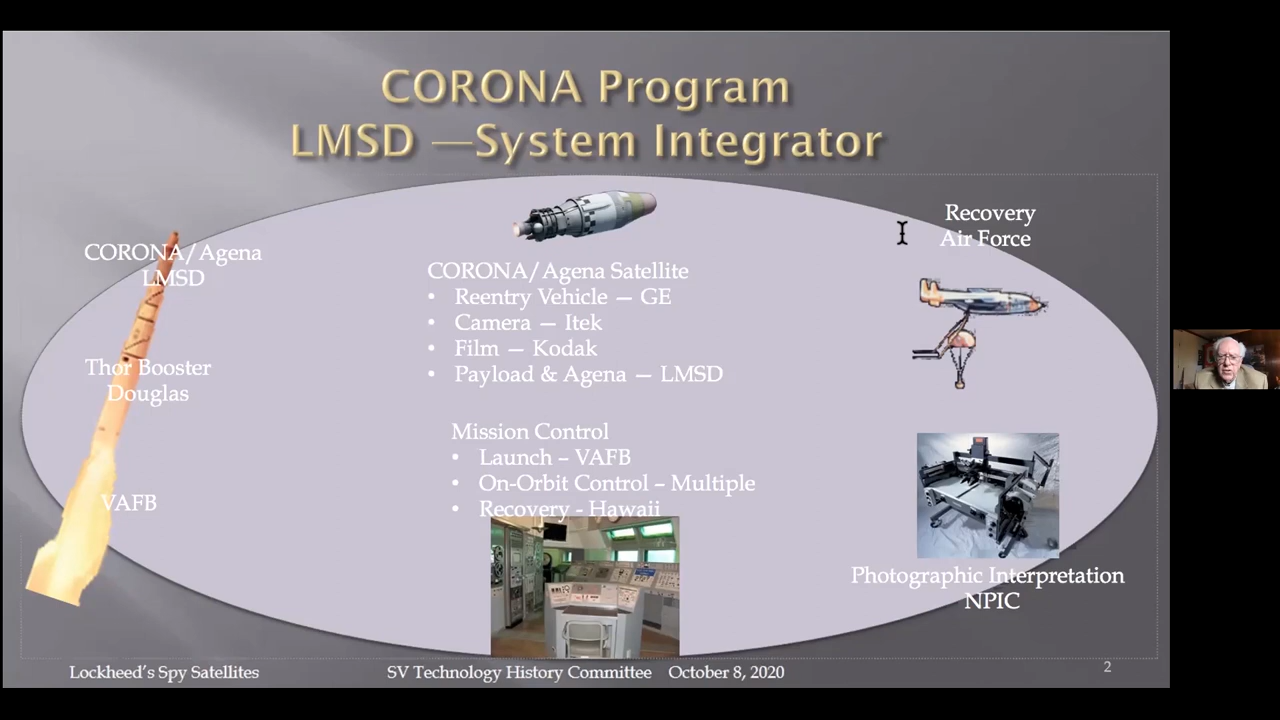 CORONA Program
LMSD —System Integrator
CORONA/Agena
LMSD
Thor Booster
Douglas
VAFB
CORONA/Agena Satellite
• Reentry Vehicle — GE
• Camera — Itek
• Film — Kodak
• Payload & Agena — LMSD
Mission Control
• Launch – VAFB
• On-Orbit Control – Multiple
• Recovery - Hawaii
Recovery
Air Force
Photographic Interpretation
NPIC
Lockheed's Spy Satellites
SV Technology History Committee October 8, 2020
2